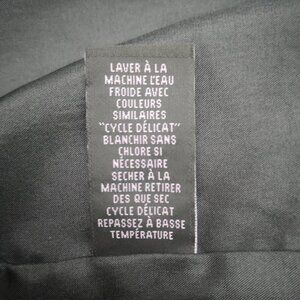 LAVER À LA
MACHINE L'EAU
FROIDE AVEC
COULEURS
SIMILAIRES
"CYCLE DÉLICAT"
BLANCHIR SANS
CHLORE SI
NÉCESSAIRE
SECHER À LA
MACHINE RETIRER
DES QUE SEC
CYCLE DÉLICAT
REPASSEZ À BASSE
TEMPÉRATURE